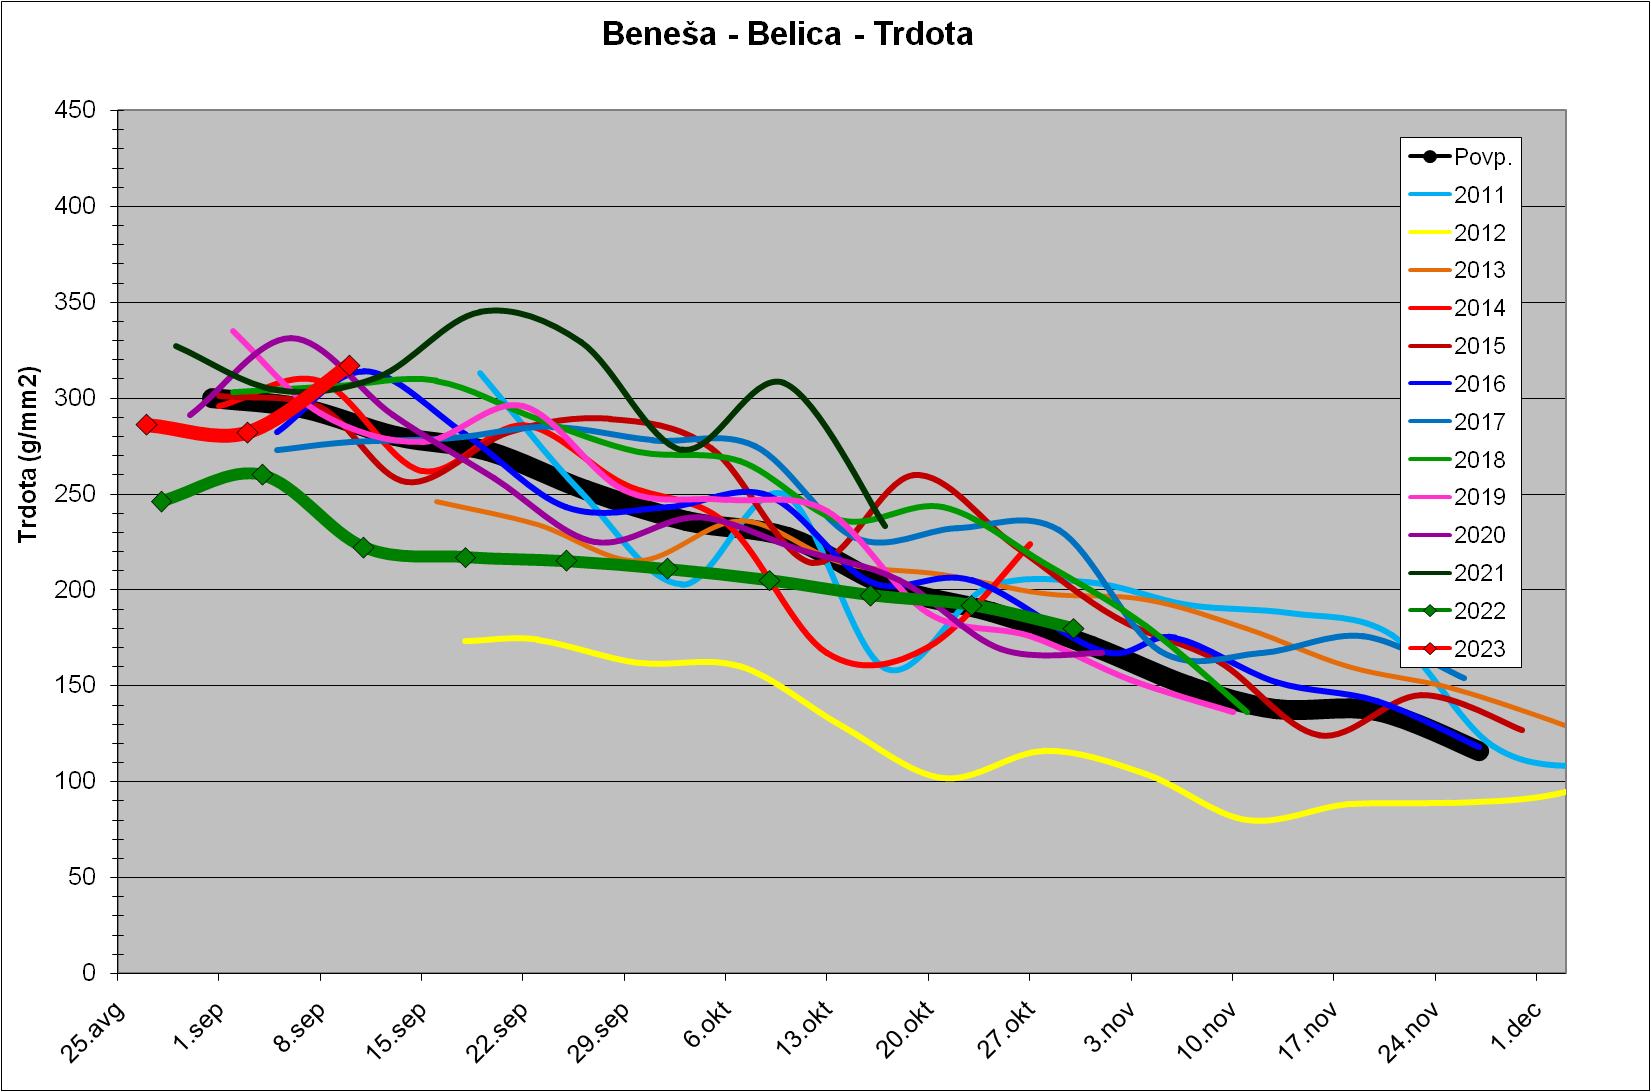 Beneša - Belica - Trdota
Trdota (g/mm2)
450
400
350
300
250
200
150
100
50
0
25.avg
1.sep
8.sep
15.sep
22.sep
29.sep
6.okt
13.okt
20.okt
27.okt
3.nov
10.nov
17.nov
24.nov
1.dec
Povp.
2011
2012
2013
2014
2015
2016
2017
2018
2019
2020
2021
2022
2023